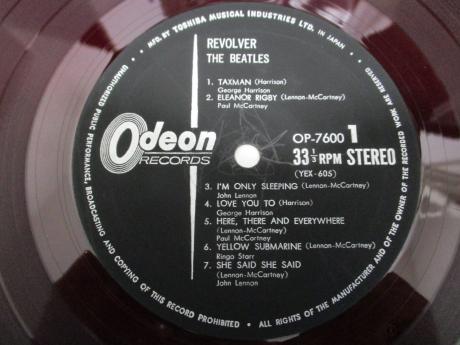 • MFD. BY TOSHIBA MUSICAL INDUSTRIES LTD. IN JAPAN •
REVOLVER
THE BEATLES
1. TAXMAN (Harrison)
George Harrison
2. ELEANOR RIGBY (Lennon-McCartney)
Paul McCartney
Odeon
RECORDS
OP-7600 1
33 1/3 RPM STEREO
(YEX-605)
3. I'M ONLY SLEEPING (Lennon-McCartney)
John Lennon
4. LOVE YOU TO (Harrison)
George Harrison
5. HERE, THERE AND EVERYWHERE
(Lennon-McCartney)
Paul McCartney
6. YELLOW SUBMARINE (Lennon-McCartney)
Ringo Starr
7. SHE SAID SHE SAID
(Lennon-McCartney)
John Lennon
UNAUTHORIZED PUBLIC PERFORMANCE, BROADCASTING AND COPYING OF THIS RECORD PROHIBITED • ALL RIGHTS OF THE MANUFACTURER AND OF THE OWNER OF THE RECORDED WORK ARE RESERVED